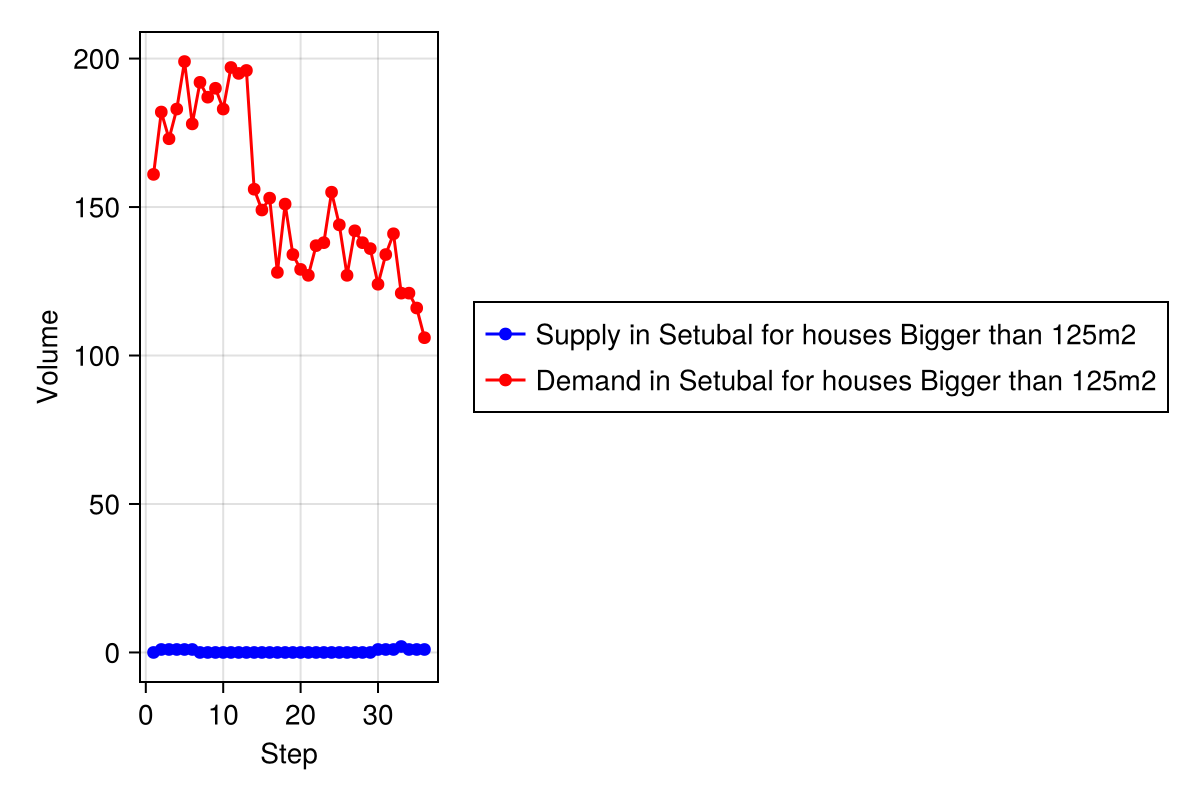 200
150
100
50
0
Volume
0 10 20 30
Step
Supply in Setubal for houses Bigger than 125m2
Demand in Setubal for houses Bigger than 125m2